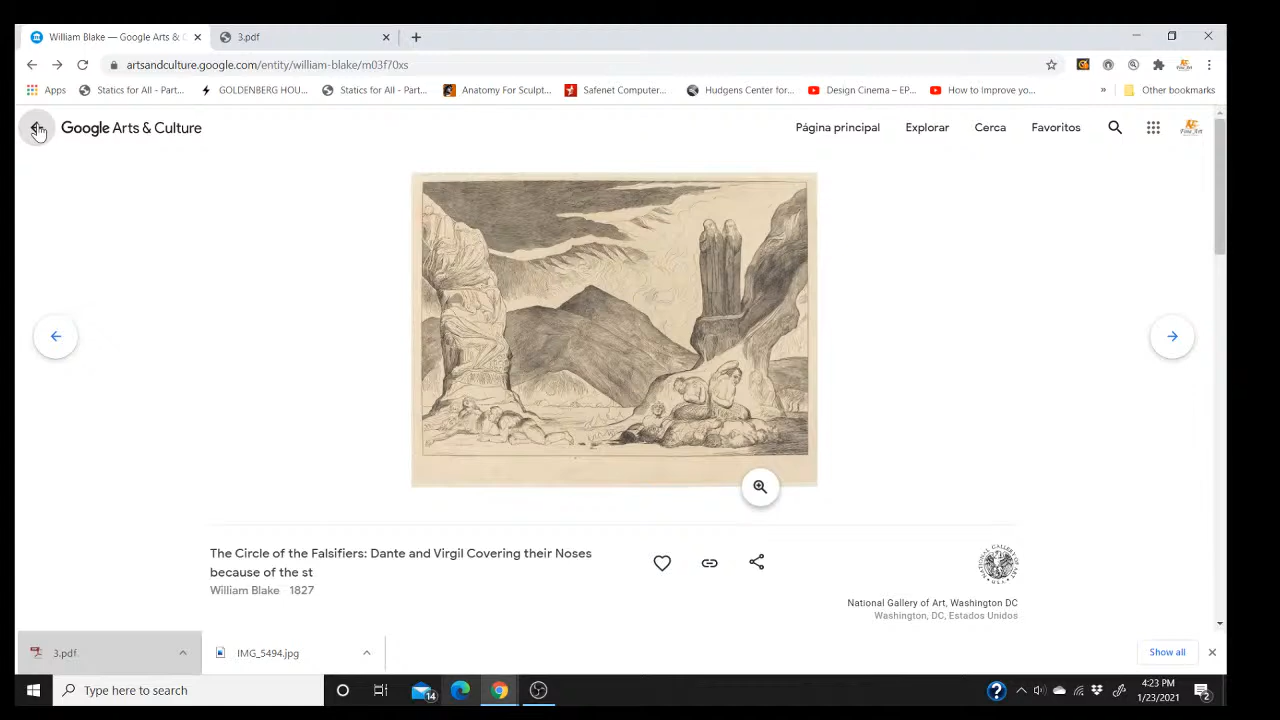 William Blake — Google Arts & C
3.pdf
artsandculture.google.com/entity/william-blake/m03f70xs
Apps
Statics for All - Part...
GOLDENBERG HOU...
Statics for All - Part...
Anatomy For Sculpt...
Safenet Computer...
Hudgens Center for...
Design Cinema – EP...
How to Improve yo...
»
Other bookmarks
Google Arts & Culture
Página principal
Explorar
Cerca
Favoritos
The Circle of the Falsifiers: Dante and Virgil Covering their Noses
because of the st
William Blake 1827
National Gallery of Art, Washington DC
Washington, DC, Estados Unidos
3.pdf
IMG_5494.jpg
Show all
Type here to search
14
4:23 PM
1/23/2021
2